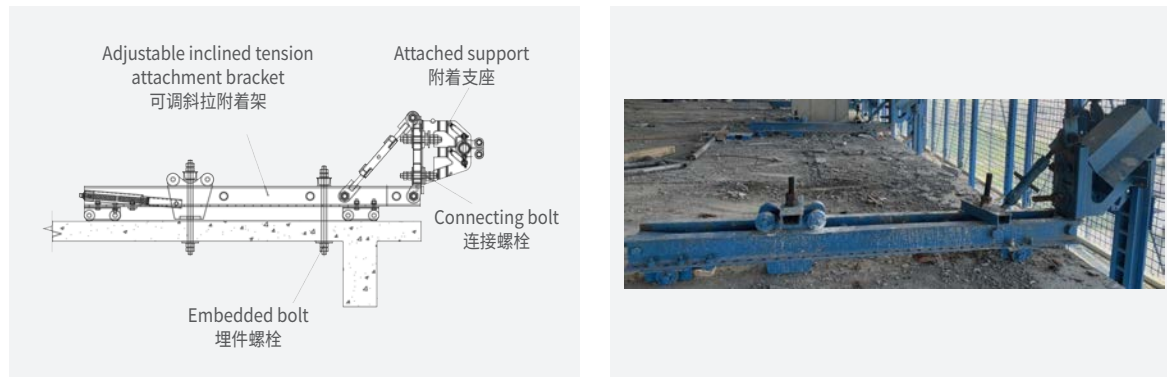 Adjustable inclined tension
attachment bracket
可调斜拉附着架
Attached support
附着支座
Connecting bolt
连接螺栓
Embedded bolt
埋件螺栓